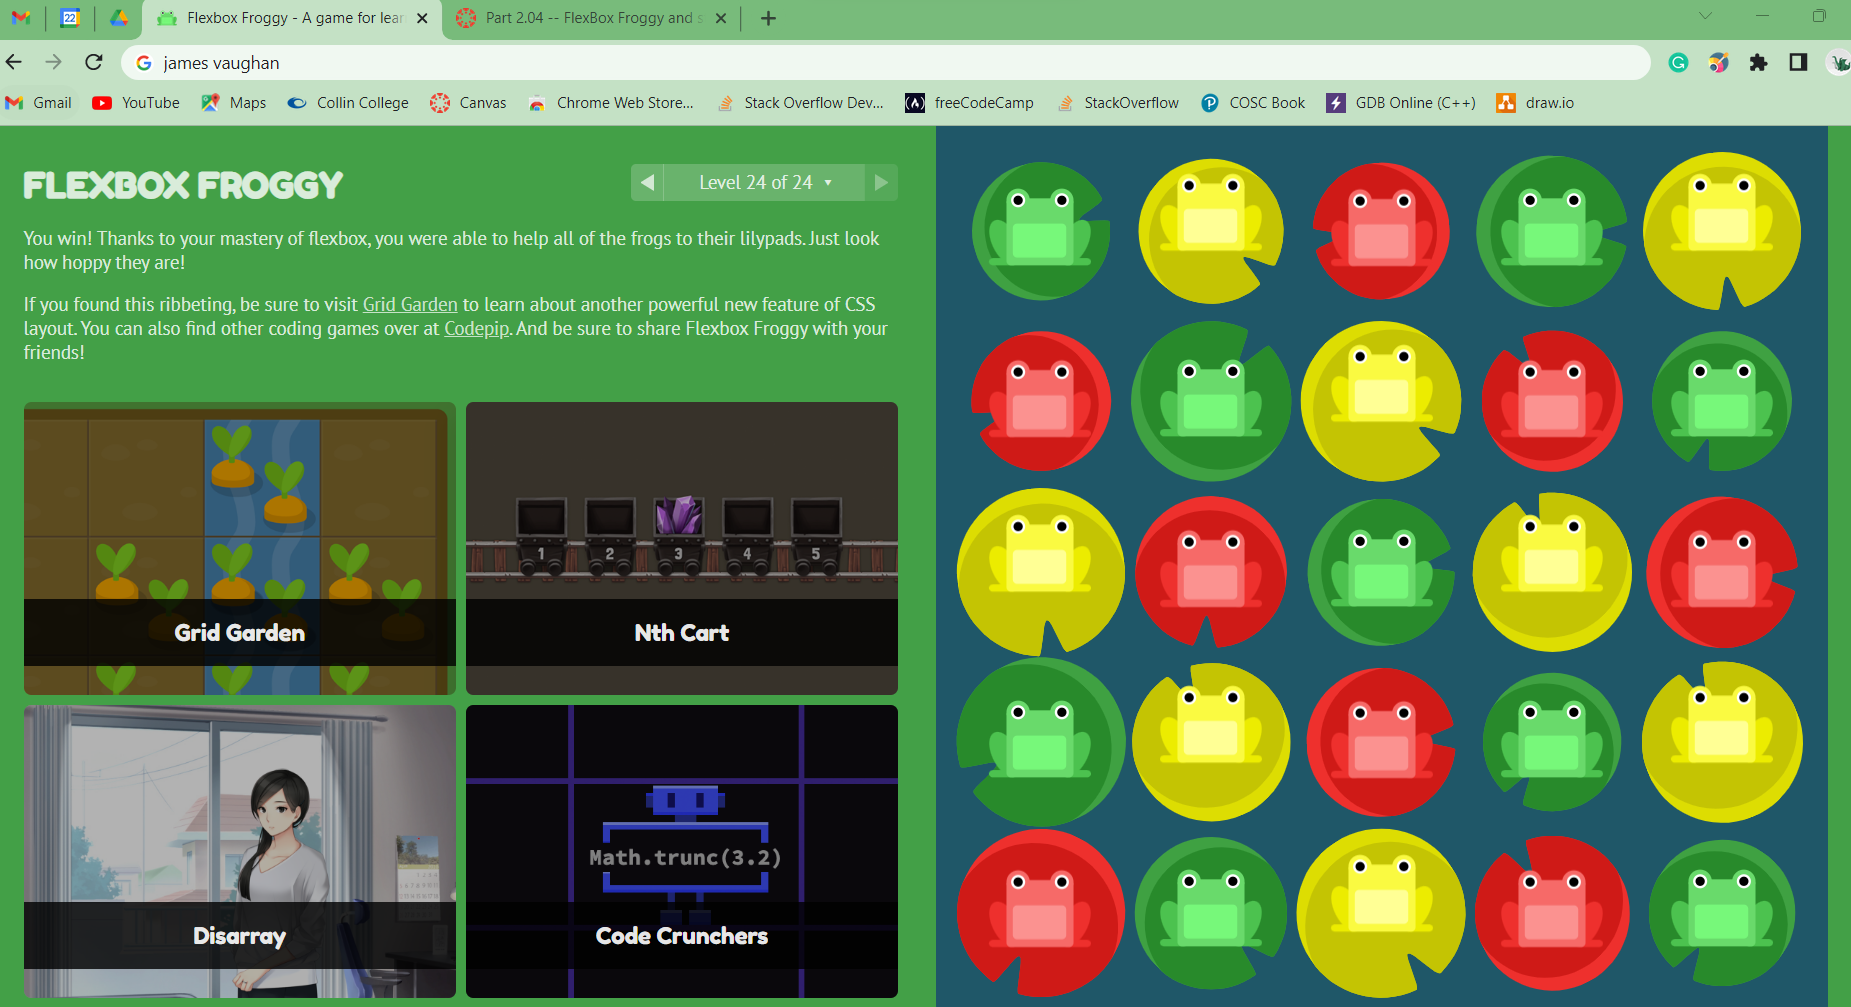 22
Flexbox Froggy - A game for lear
Part 2.04 -- FlexBox Froggy and s
james vaughan
Gmail
YouTube
Maps
Collin College
Canvas
Chrome Web Store...
Stack Overflow Dev...
freeCodeCamp
StackOverflow
COSC Book
GDB Online (C++)
draw.io
FLEXBOX FROGGY
Level 24 of 24
You win! Thanks to your mastery of flexbox, you were able to help all of the frogs to their lilypads. Just look
how hoppy they are!
If you found this ribbeting, be sure to visit Grid Garden to learn about another powerful new feature of CSS
layout. You can also find other coding games over at Codepip. And be sure to share Flexbox Froggy with your
friends!
1 2 3 4 5
Grid Garden
Nth Cart
Math.trunc(3.2)
Disarray
Code Crunchers